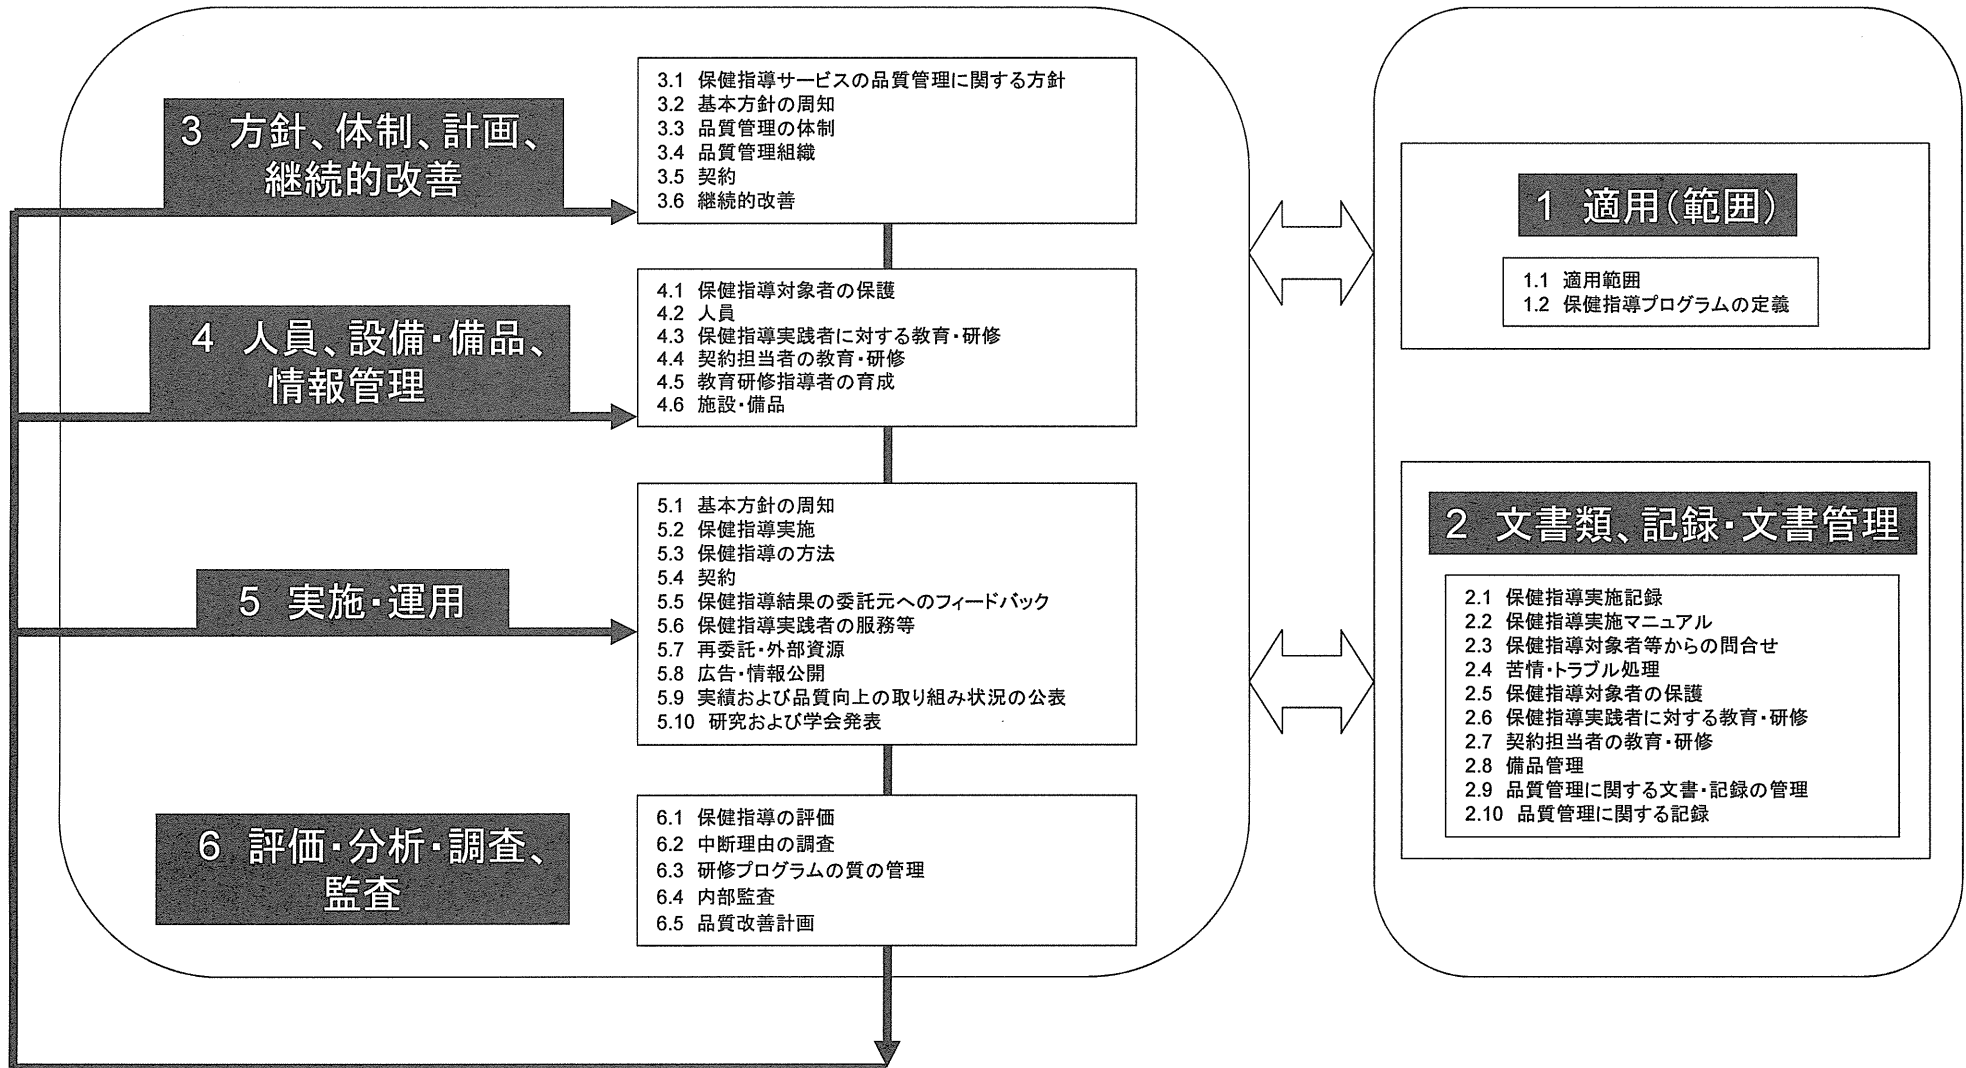 3 方針、体制、計画、
継続的改善
3.1 保健指導サービスの品質管理に関する方針
3.2 基本方針の周知
3.3 品質管理の体制
3.4 品質管理組織
3.5 契約
3.6 継続的改善
4 人員、設備・備品、
情報管理
4.1 保健指導対象者の保護
4.2 人員
4.3 保健指導実践者に対する教育・研修
4.4 契約担当者の教育・研修
4.5 教育研修指導者の育成
4.6 施設・備品
5 実施・運用
5.1 基本方針の周知
5.2 保健指導実施
5.3 保健指導の方法
5.4 契約
5.5 保健指導結果の委託元へのフィードバック
5.6 保健指導実践者の服務等
5.7 再委託・外部資源
5.8 広告・情報公開
5.9 実績および品質向上の取り組み状況の公表
5.10 研究および学会発表
6 評価・分析・調査、
監査
6.1 保健指導の評価
6.2 中断理由の調査
6.3 研修プログラムの質の管理
6.4 内部監査
6.5 品質改善計画
1 適用(範囲)
1.1 適用範囲
1.2 保健指導プログラムの定義
2 文書類、記録・文書管理
2.1 保健指導実施記録
2.2 保健指導実施マニュアル
2.3 保健指導対象者等からの問合せ
2.4 苦情・トラブル処理
2.5 保健指導対象者の保護
2.6 保健指導実践者に対する教育・研修
2.7 契約担当者の教育・研修
2.8 備品管理
2.9 品質管理に関する文書・記録の管理
2.10 品質管理に関する記録